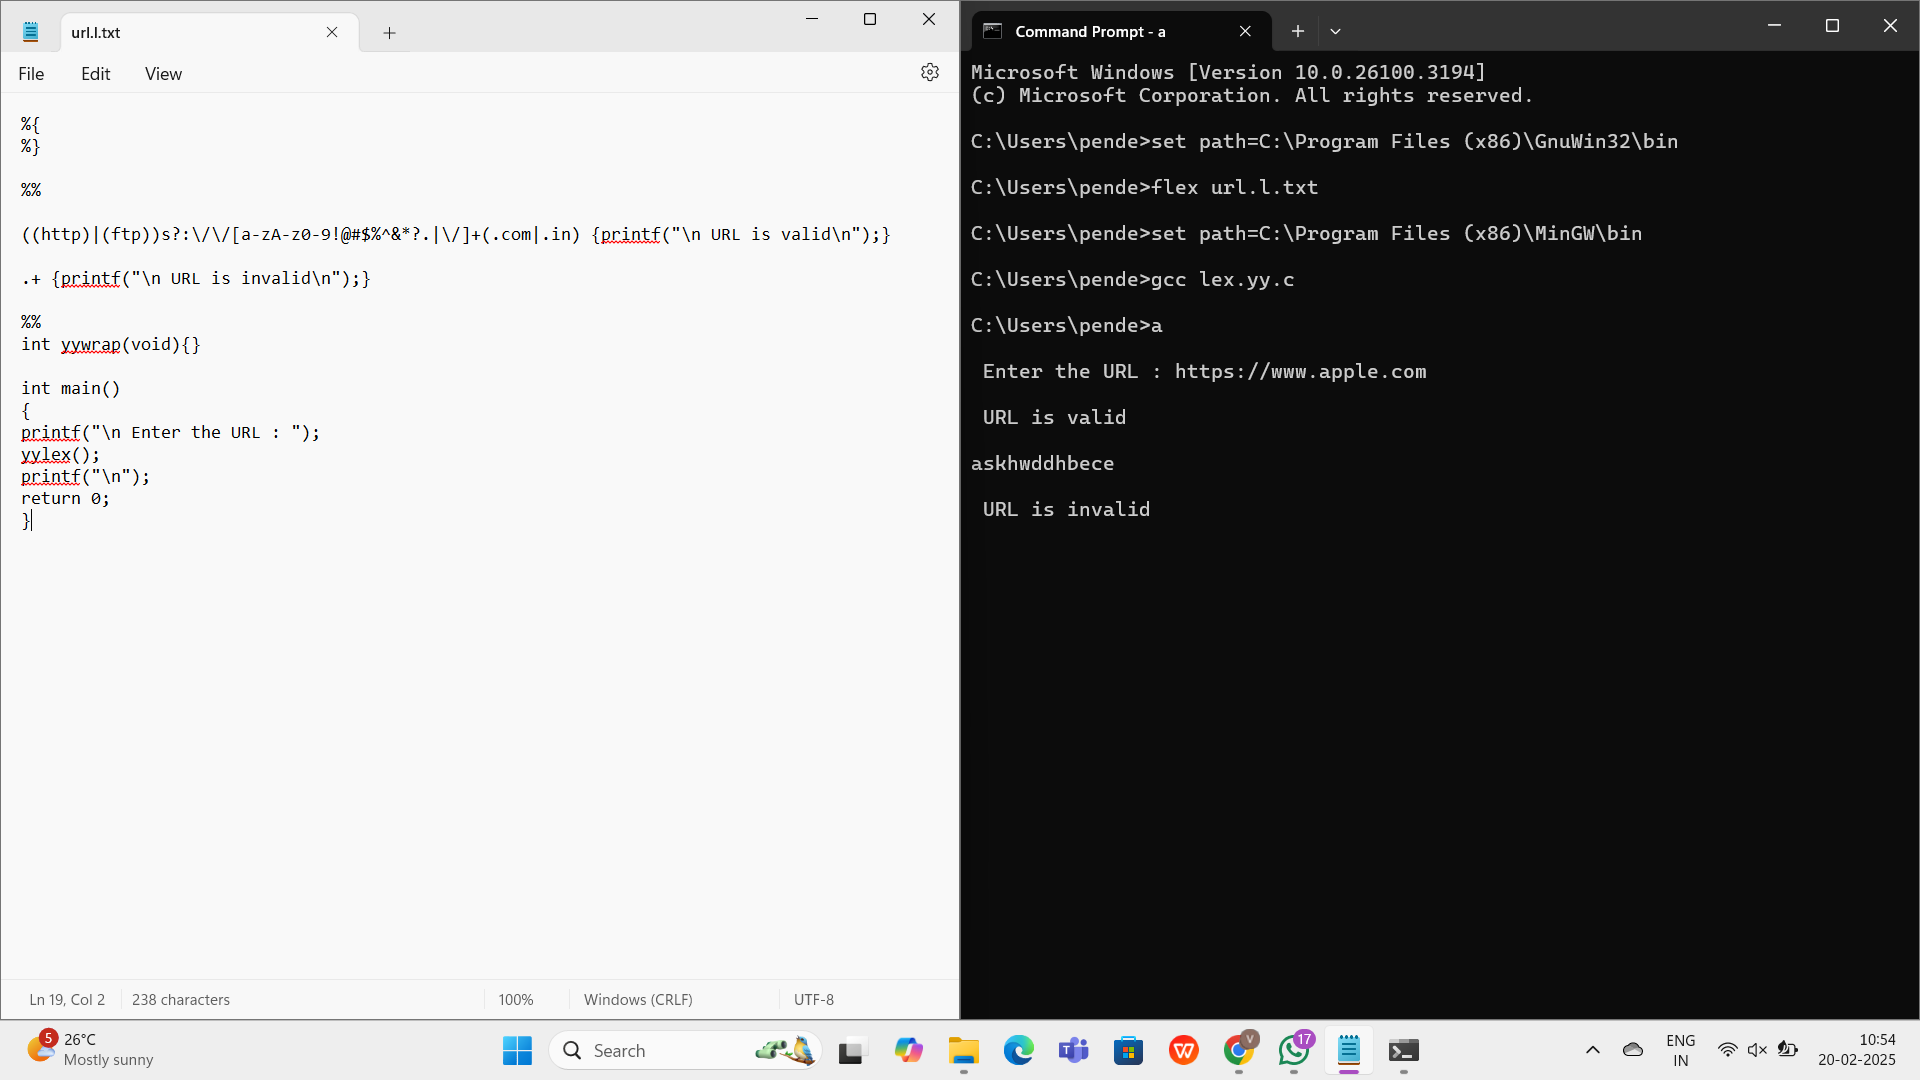 url.l.txt
File Edit View
%{
%}
%%
((http)|(ftp))s?:\/\/[a-zA-z0-9!@#$%^&*?.|\/]+(.com|.in) {printf("\n URL is valid\n");}
.+ {printf("\n URL is invalid\n");}
%%
int yywrap(void){}
int main()
{
printf("\n Enter the URL : ");
yylex();
printf("\n");
return 0;
}
Ln 19, Col 2 238 characters 100% Windows (CRLF) UTF-8
Command Prompt - a
Microsoft Windows [Version 10.0.26100.3194]
(c) Microsoft Corporation. All rights reserved.
C:\Users\pende>set path=C:\Program Files (x86)\GnuWin32\bin
C:\Users\pende>flex url.l.txt
C:\Users\pende>set path=C:\Program Files (x86)\MinGW\bin
C:\Users\pende>gcc lex.yy.c
C:\Users\pende>a
Enter the URL : https://www.apple.com
URL is valid
askhwddhbece
URL is invalid
5
26°C
Mostly sunny
Search
V
17
ENG
IN
10:54
20-02-2025